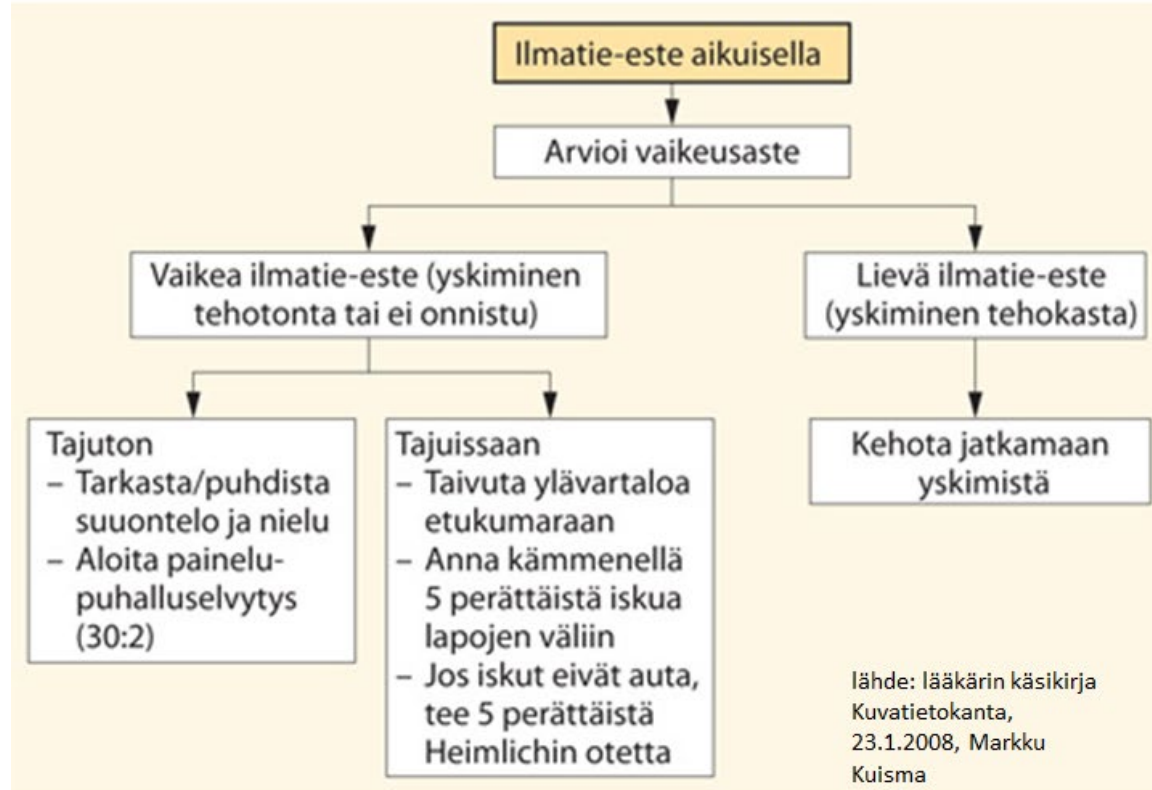 Ilmatie-este aikuisella
Arvioi vaikeusaste
Vaikea ilmatie-este (yskiminen
tehotonta tai ei onnistu)
Lievä ilmatie-este
(yskiminen tehokasta)
Tajuton
– Tarkasta/puhdista
suuontelo ja nielu
– Aloita painelu-
puhalluselvytys
(30:2)
Tajuissaan
– Taivuta ylävartaloa
etukumaraan
– Anna kämmenellä
5 perättäistä iskua
lapojen väliin
– Jos iskut eivät auta,
tee 5 perättäistä
Heimlichin otetta
Kehota jatkamaan
yskimistä
lähde: lääkärin käsikirja
Kuvatietokanta,
23.1.2008, Markku
Kuisma